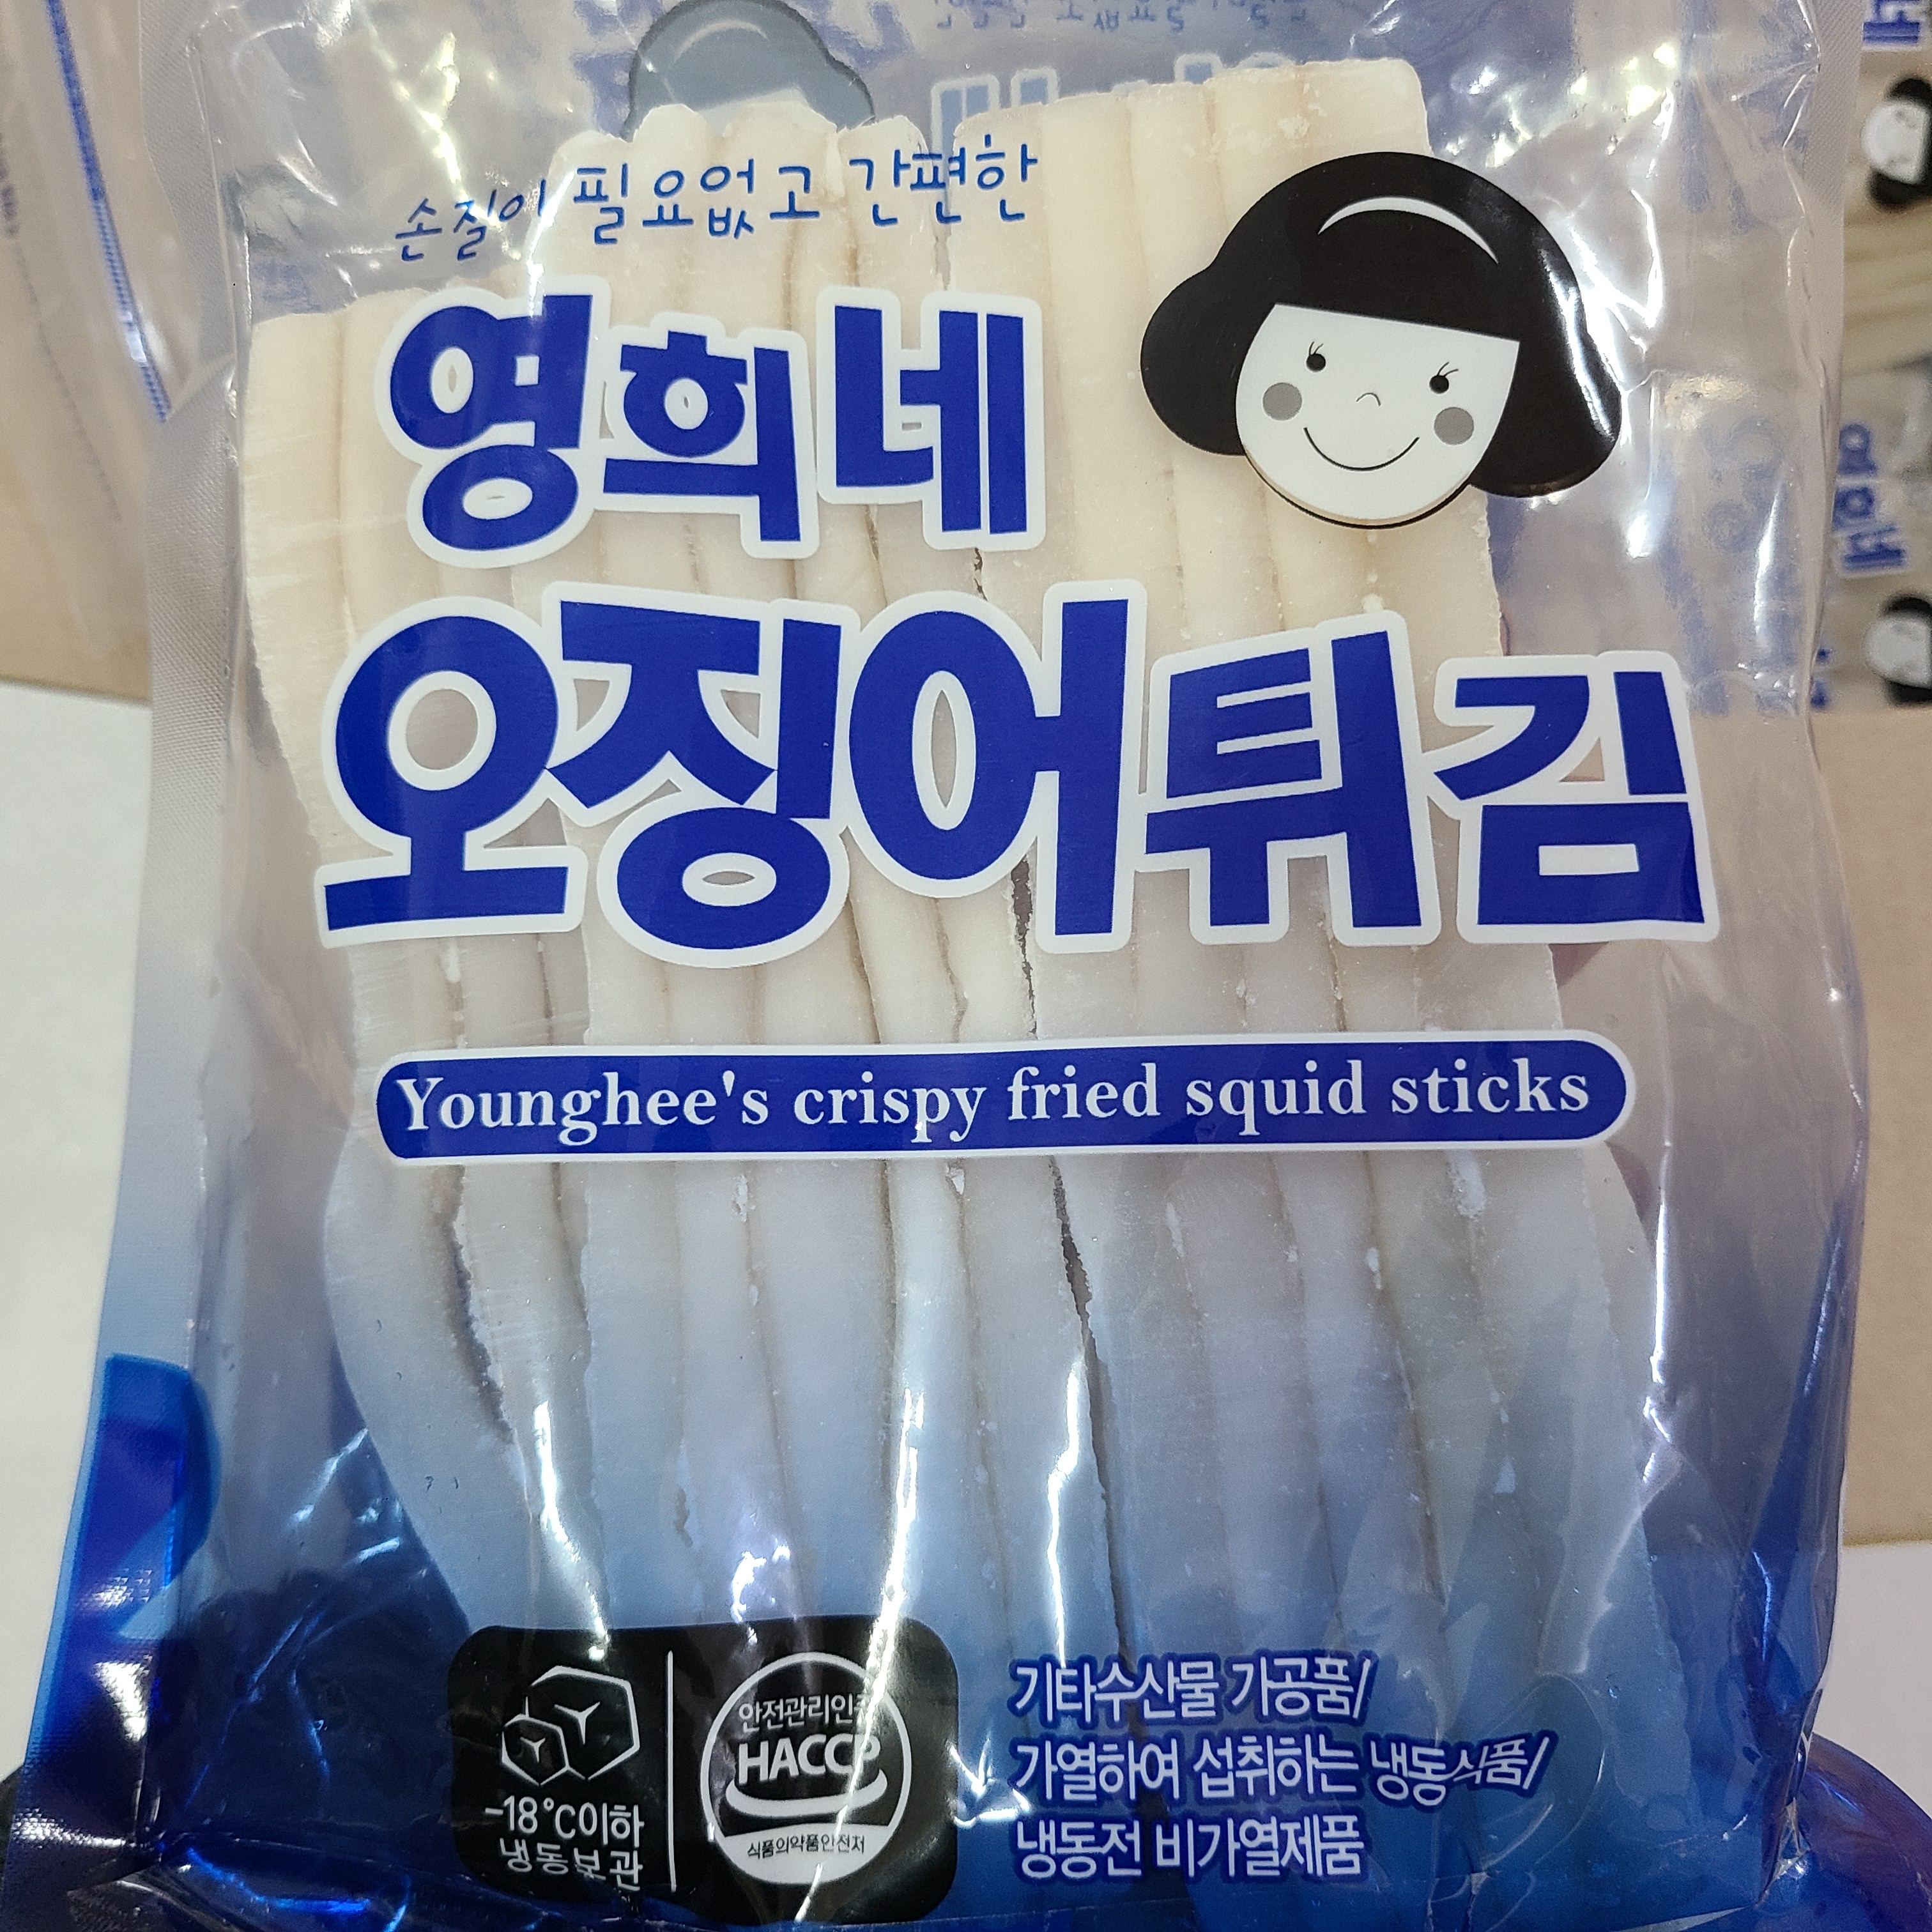 손질이 필요없고 간편한
영희네
오징어튀김
Younghee's crispy fried squid sticks
-18°C이하
냉동보관
안전관리인증
HACCP
식품의약품안전처
기타수산물 가공품/
가열하여 섭취하는 냉동식품/
냉동전 비가열제품